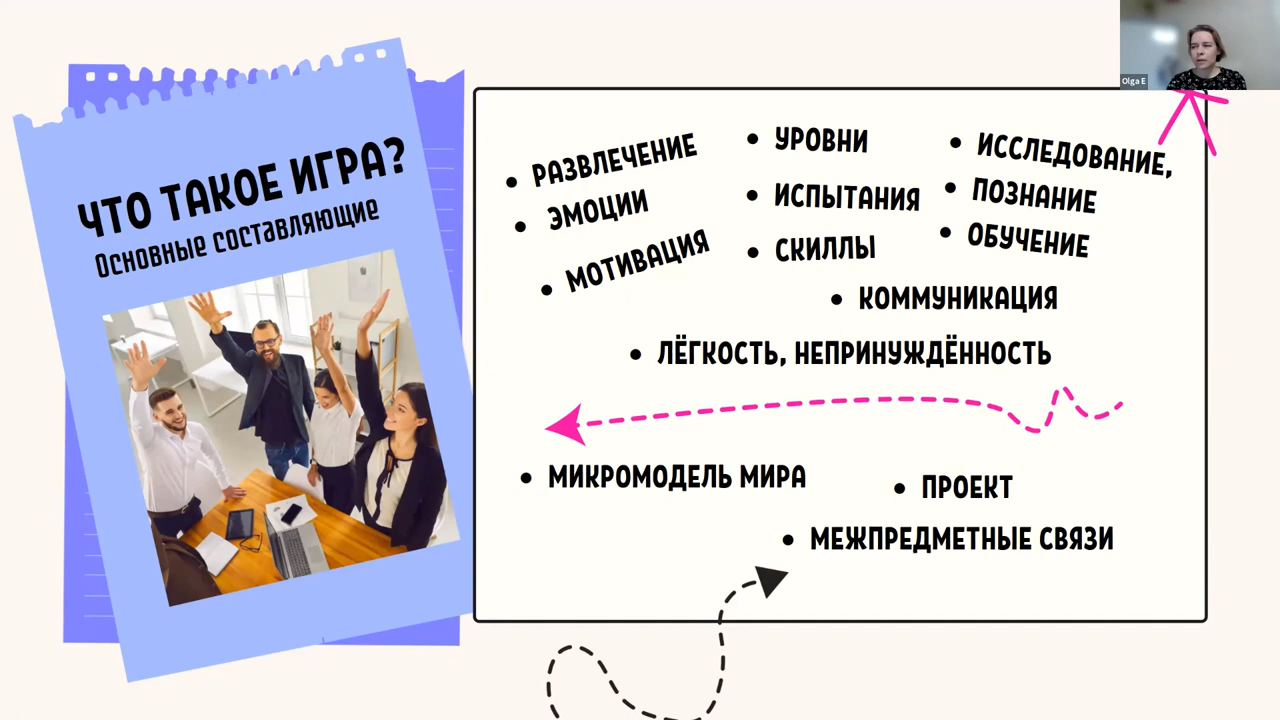 Olga E
ЧТО ТАКОЕ ИГРА?
Основные составляющие
• РАЗВЛЕЧЕНИЕ
• ЭМОЦИИ
• МОТИВАЦИЯ
• УРОВНИ
• ИСПЫТАНИЯ
• СКИЛЛЫ
• ИССЛЕДОВАНИЕ,
• ПОЗНАНИЕ
• ОБУЧЕНИЕ
• КОММУНИКАЦИЯ
• ЛЁГКОСТЬ, НЕПРИНУЖДЁННОСТЬ
• МИКРОМОДЕЛЬ МИРА
• ПРОЕКТ
• МЕЖПРЕДМЕТНЫЕ СВЯЗИ